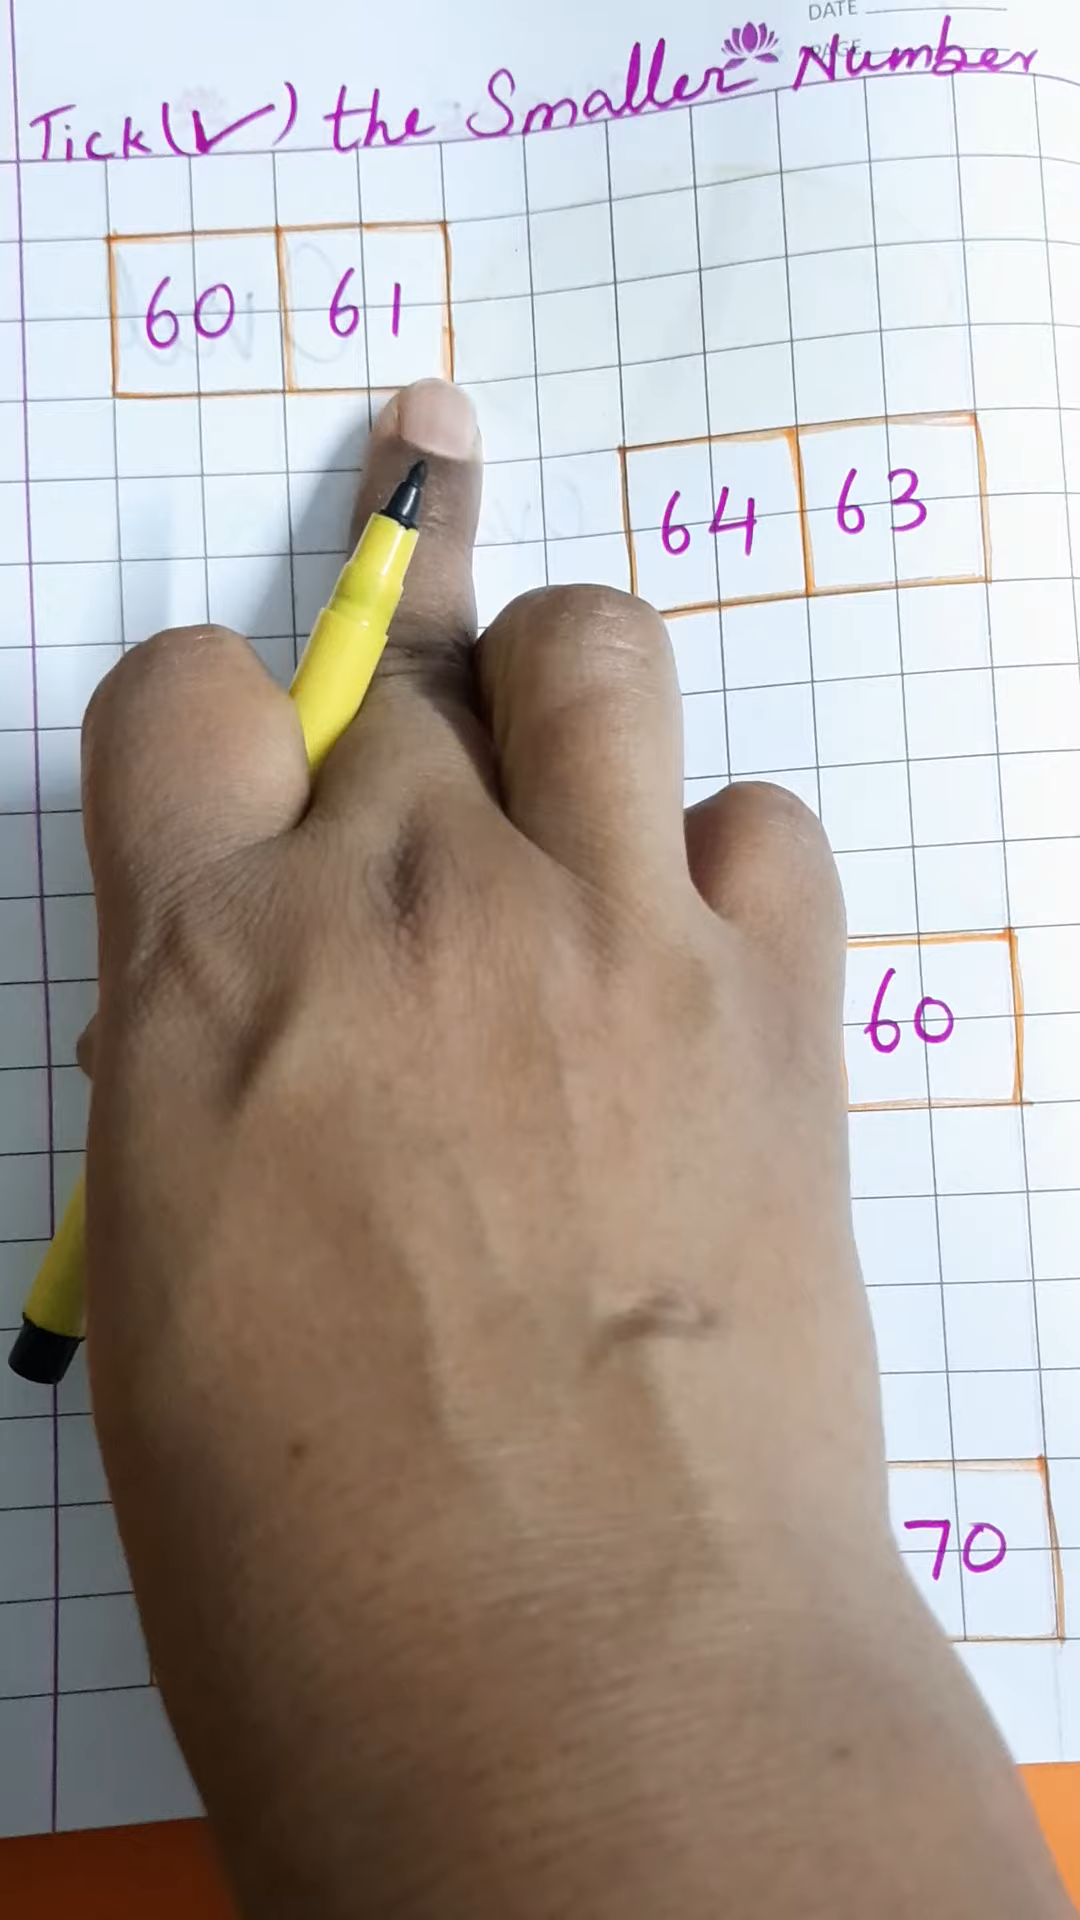 DATE
PAGE
Tick (✓) the Smaller Number
60 61
64 63
60
70